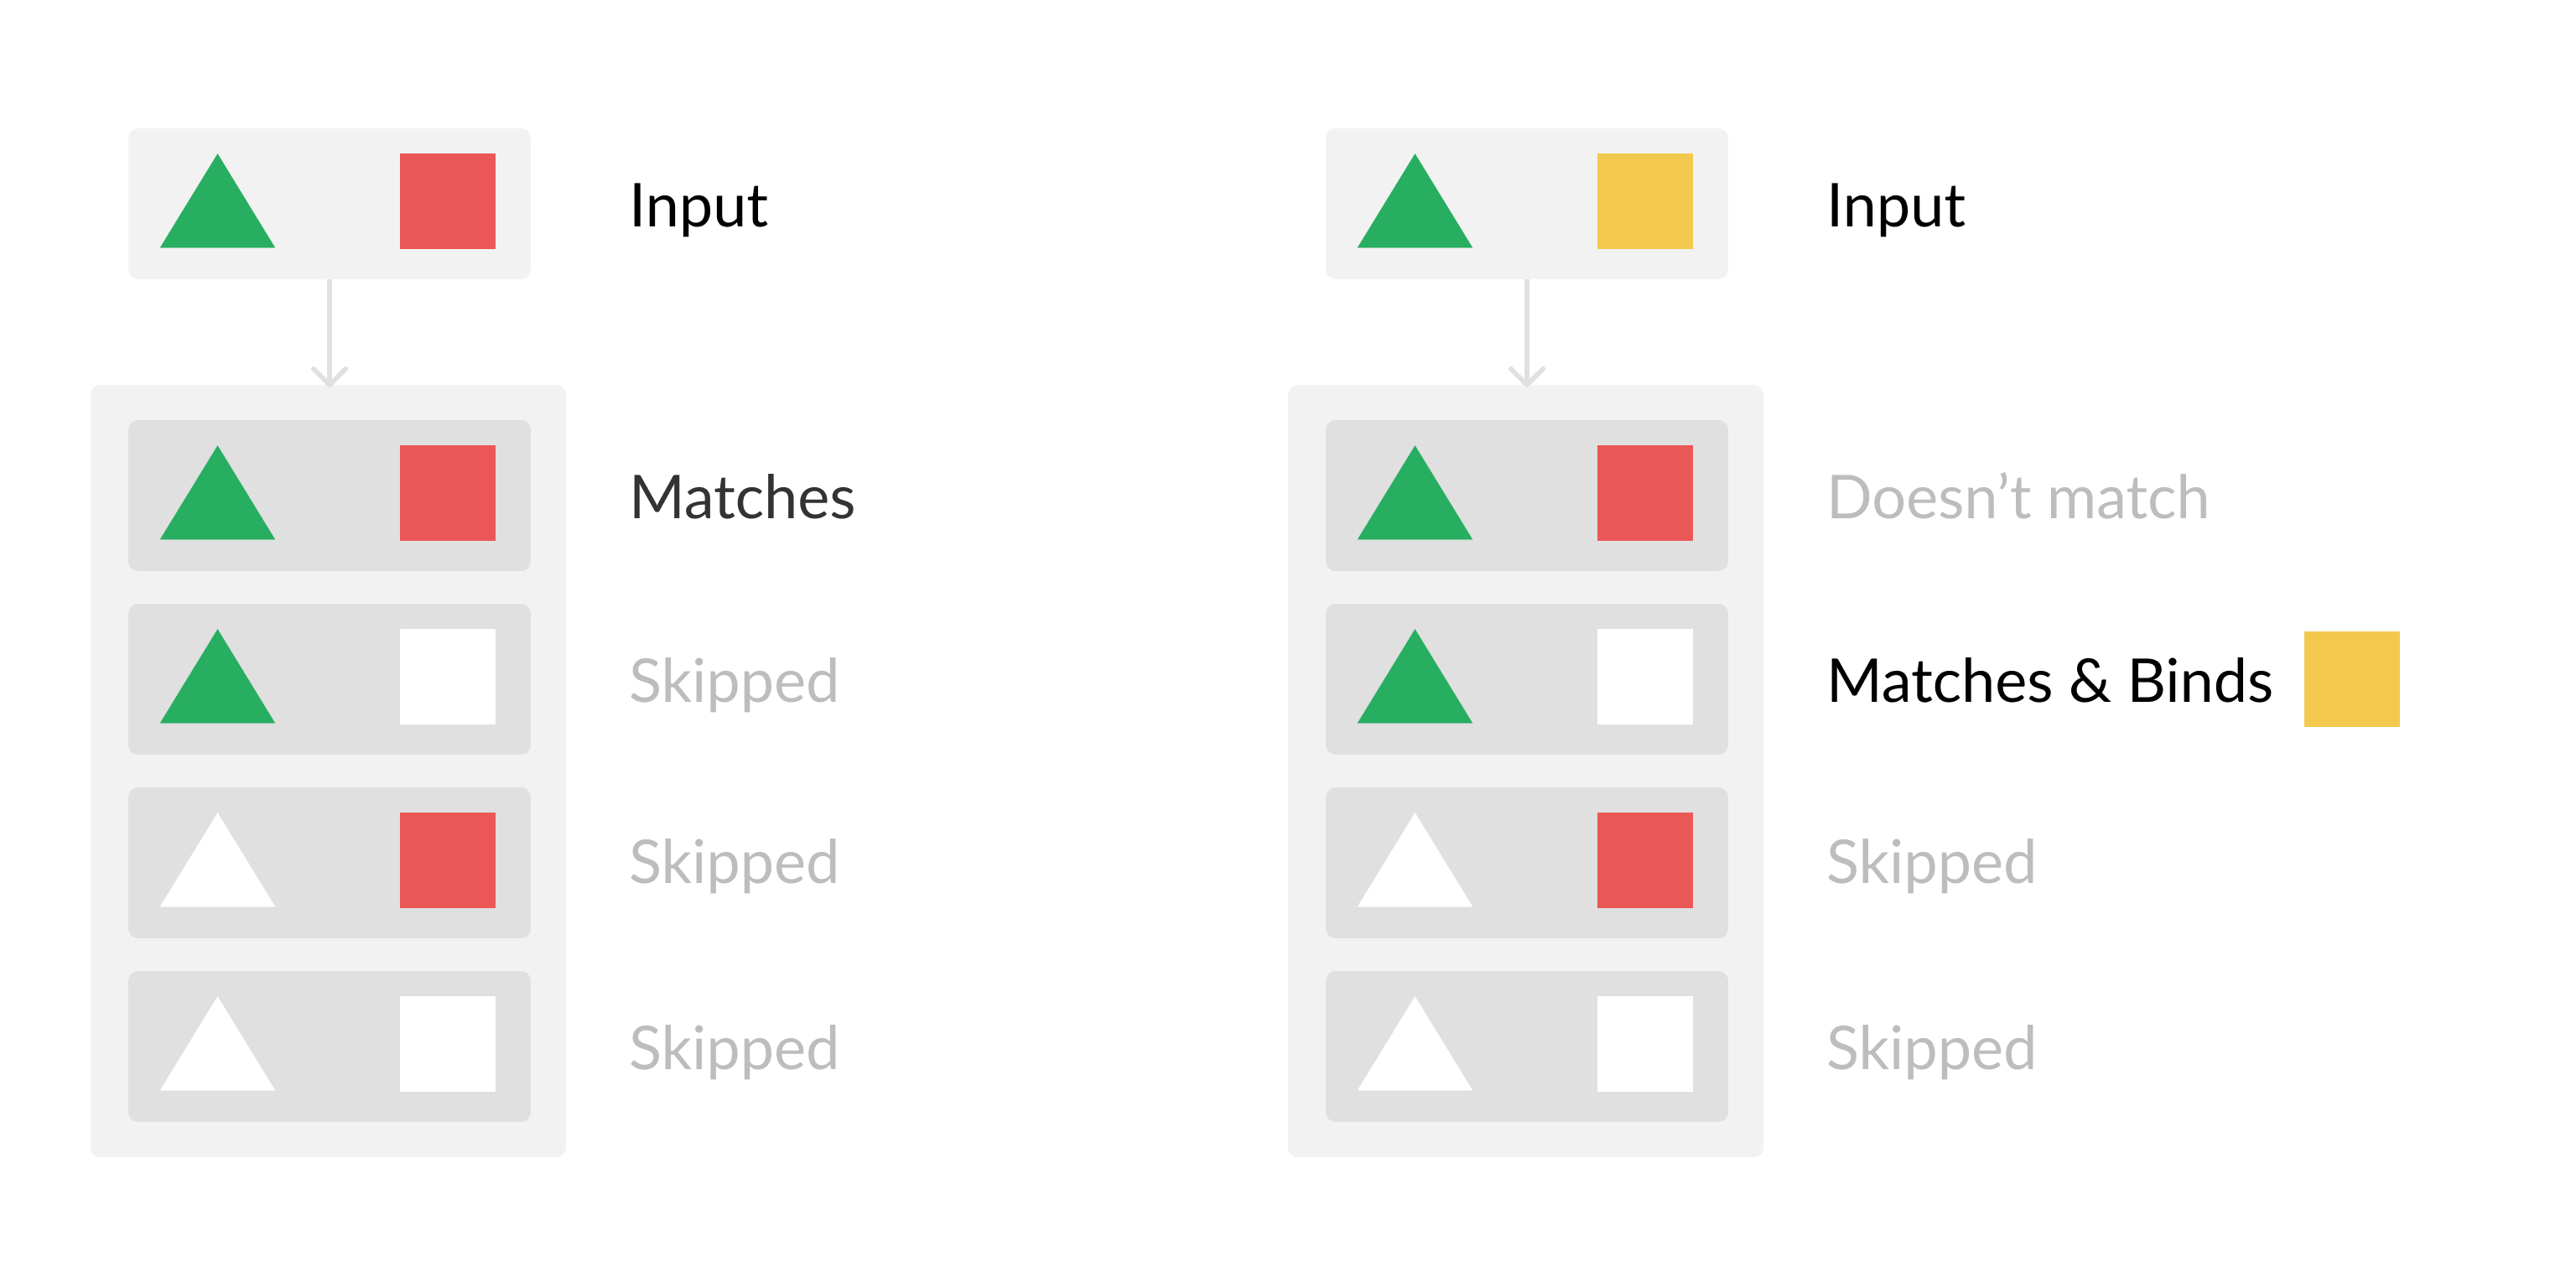 Input
Matches
Skipped
Skipped
Skipped
Input
Doesn’t match
Matches & Binds
Skipped
Skipped